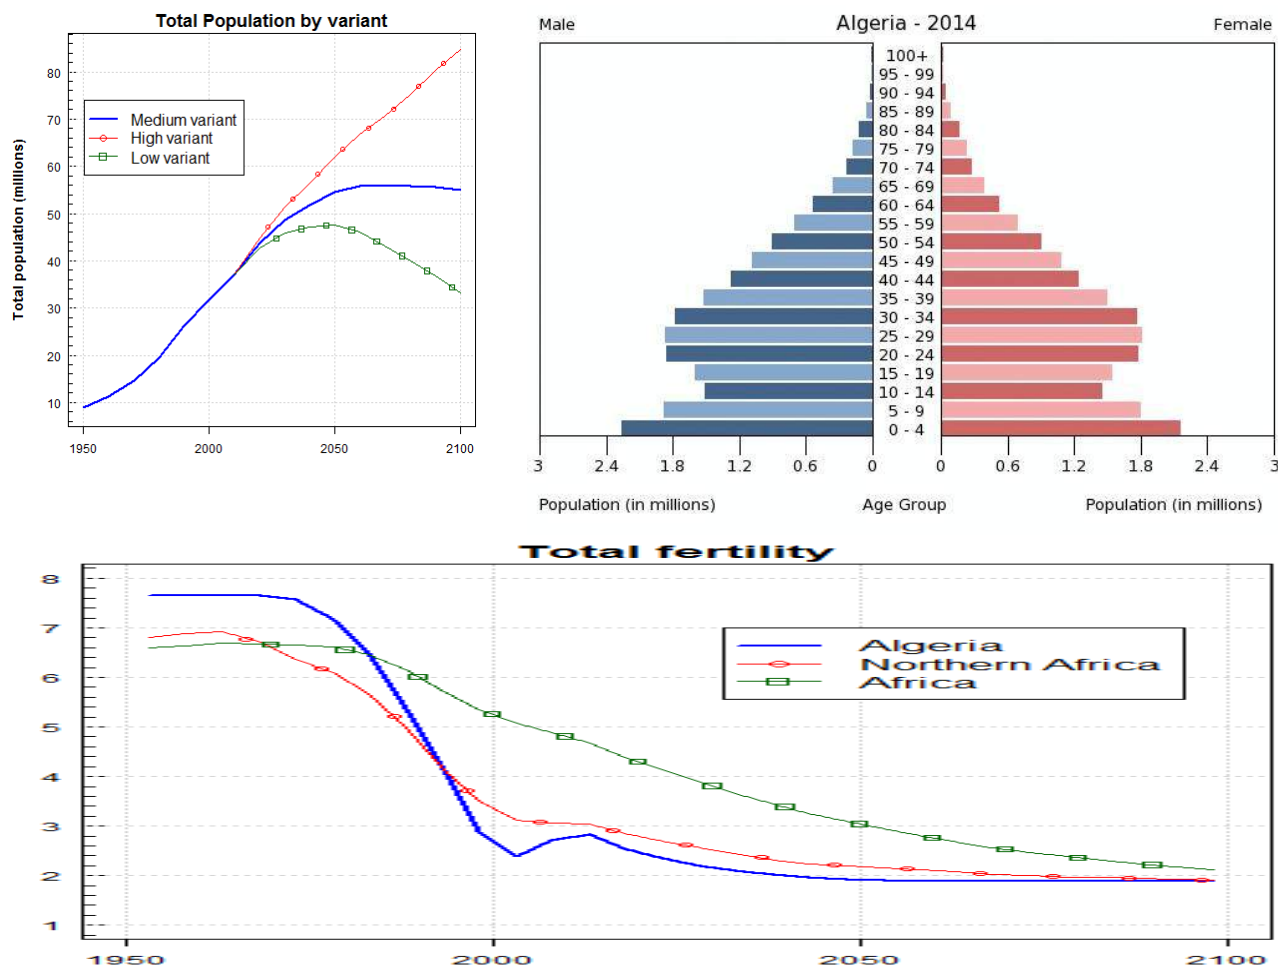 Total Population by variant
Total population (millions)
80
70
60
50
40
30
20
10
Medium variant
High variant
Low variant
1950 2000 2050 2100
Male Algeria - 2014 Female
100+
95 - 99
90 - 94
85 - 89
80 - 84
75 - 79
70 - 74
65 - 69
60 - 64
55 - 59
50 - 54
45 - 49
40 - 44
35 - 39
30 - 34
25 - 29
20 - 24
15 - 19
10 - 14
5 - 9
0 - 4
3 2.4 1.8 1.2 0.6 0 0 0.6 1.2 1.8 2.4 3
Population (in millions) Age Group Population (in millions)
Total fertility
8
7
6
5
4
3
2
1
Algeria
Northern Africa
Africa
1950 2000 2050 2100